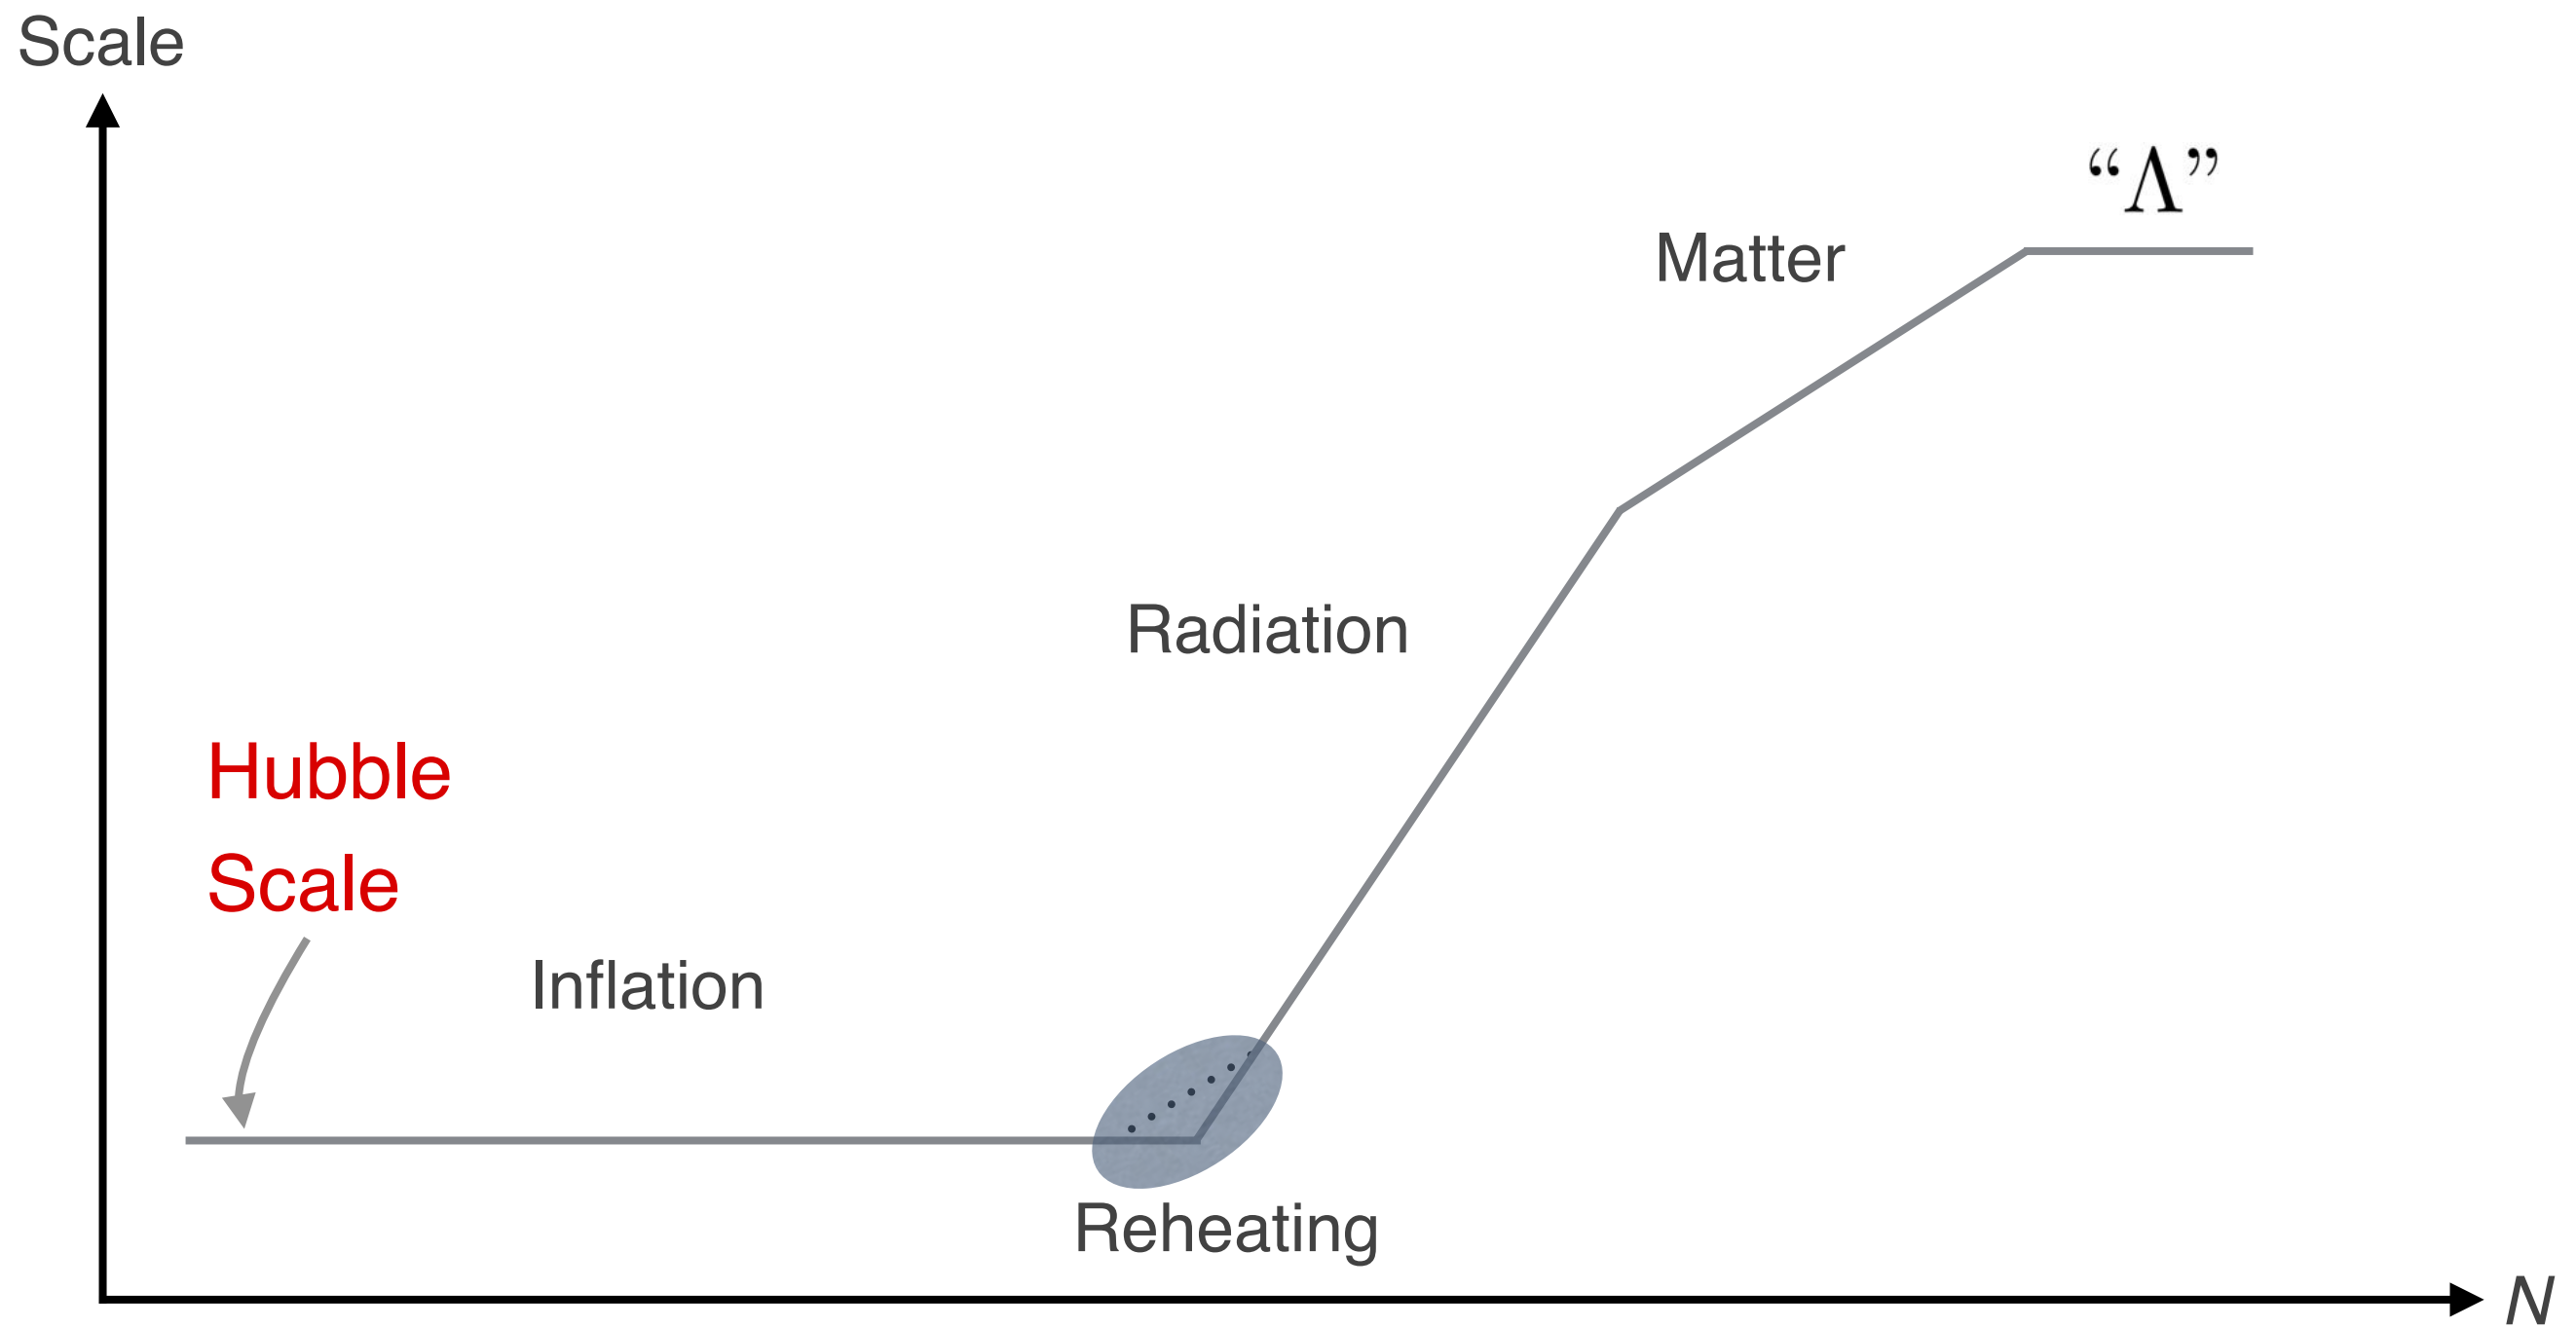 Scale
“Λ”
Matter
Radiation
Hubble
Scale
Inflation
Reheating
N